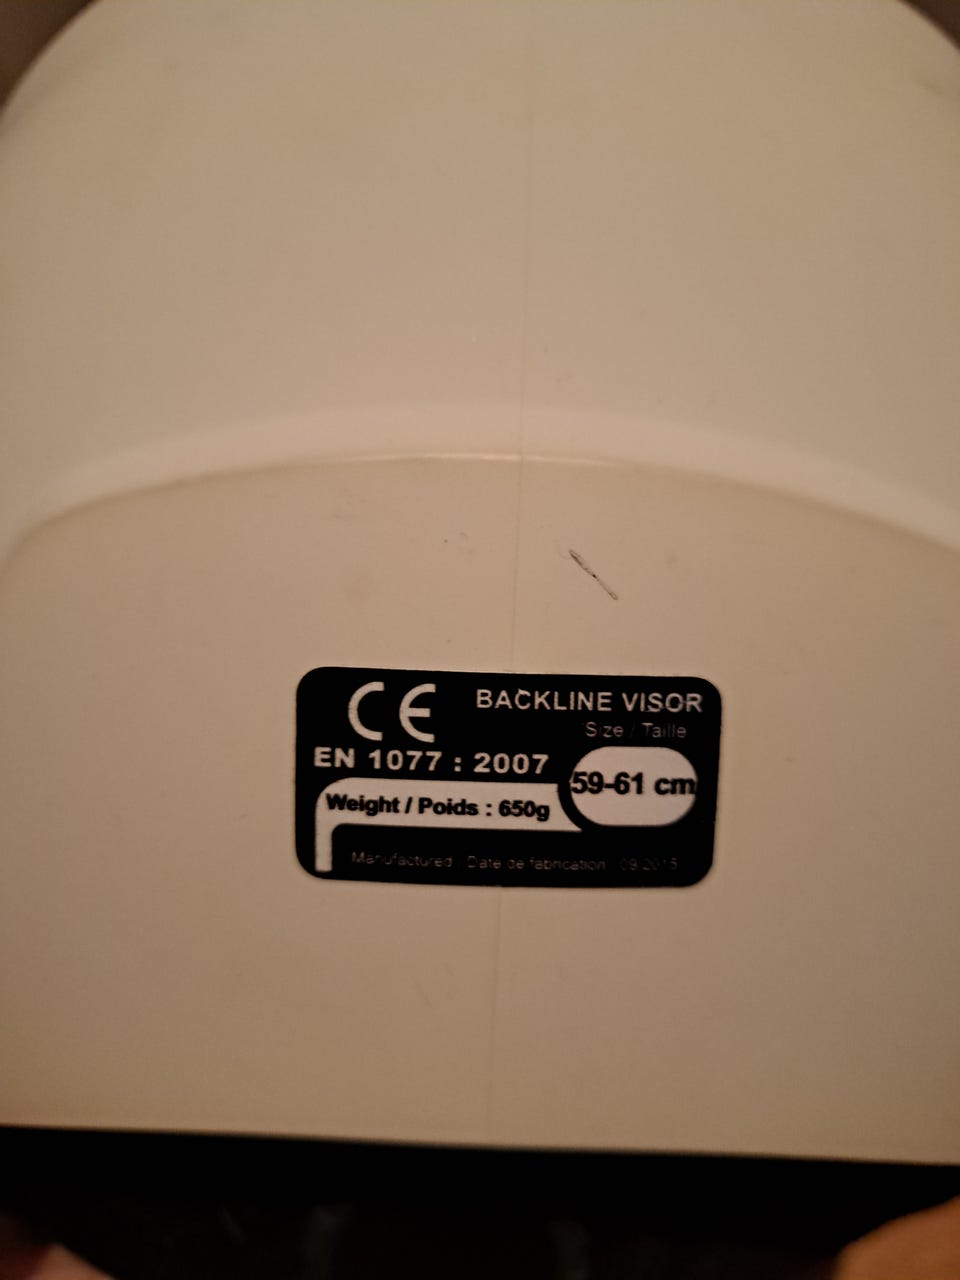 CE
BACKLINE VISOR
Size / Taille
EN 1077 : 2007
59-61 cm
Weight / Poids : 650g
Manufactured / Date de fabrication : 09.2015